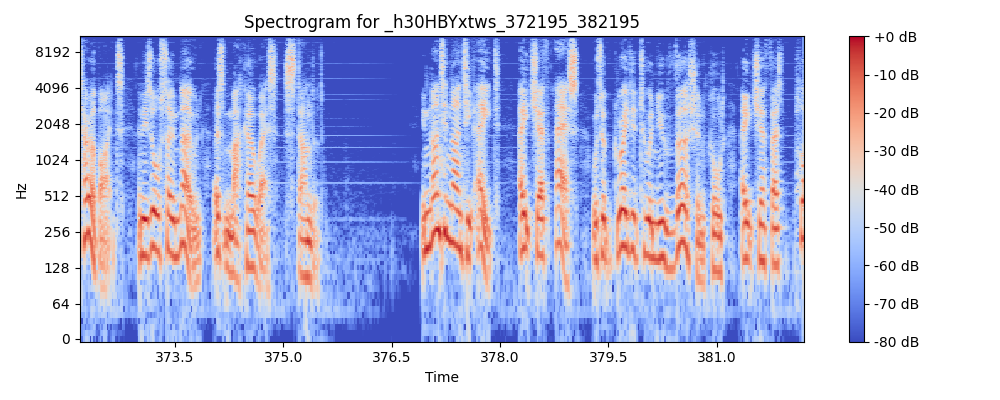 Spectrogram for _h30HBYxtws_372195_382195
Hz
8192
4096
2048
1024
512
256
128
64
0
373.5
375.0
376.5
378.0
379.5
381.0
Time
+0 dB
-10 dB
-20 dB
-30 dB
-40 dB
-50 dB
-60 dB
-70 dB
-80 dB